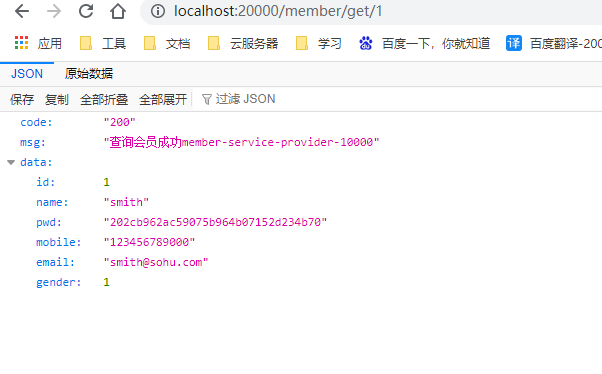 localhost:20000/member/get/1
应用 工具 文档 云服务器 学习 百度一下，你就知道 译 百度翻译-200
JSON 原始数据
保存 复制 全部折叠 全部展开 过滤 JSON
code: "200"
msg: "查询会员成功member-service-provider-10000"
data:
id: 1
name: "smith"
pwd: "202cb962ac59075b964b07152d234b70"
mobile: "123456789000"
email: "smith@sohu.com"
gender: 1